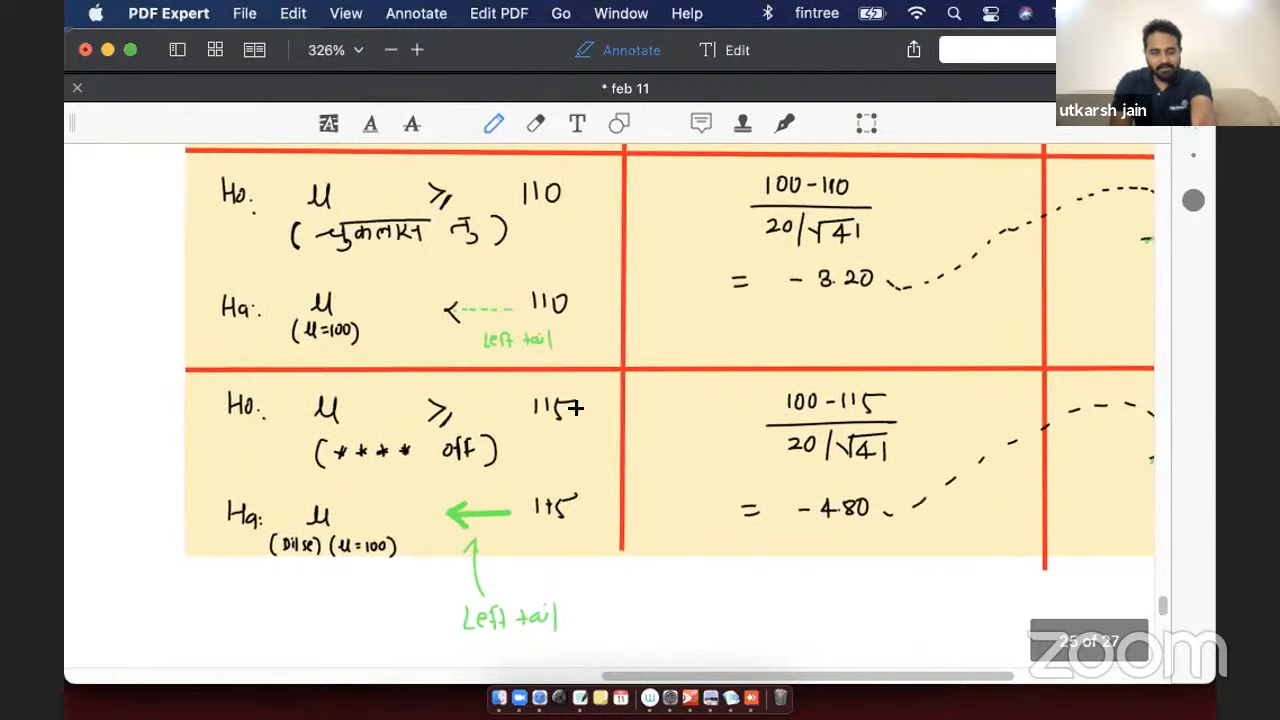 PDF Expert File Edit View Annotate Edit PDF Go Window Help fintree
326% Annotate T| Edit
* feb 11
utkarsh jain
Ho: μ ⩾ 110
100-110
20/√41
= -3.20
Ha: μ < 110
(μ=100)
Left tail
Ho: μ ⩾ 115
(**** off)
100-115
20/√41
= -4.80
Ha: μ ← 115
(Dilse) (μ=100)
Left tail
25 of 27
zoom